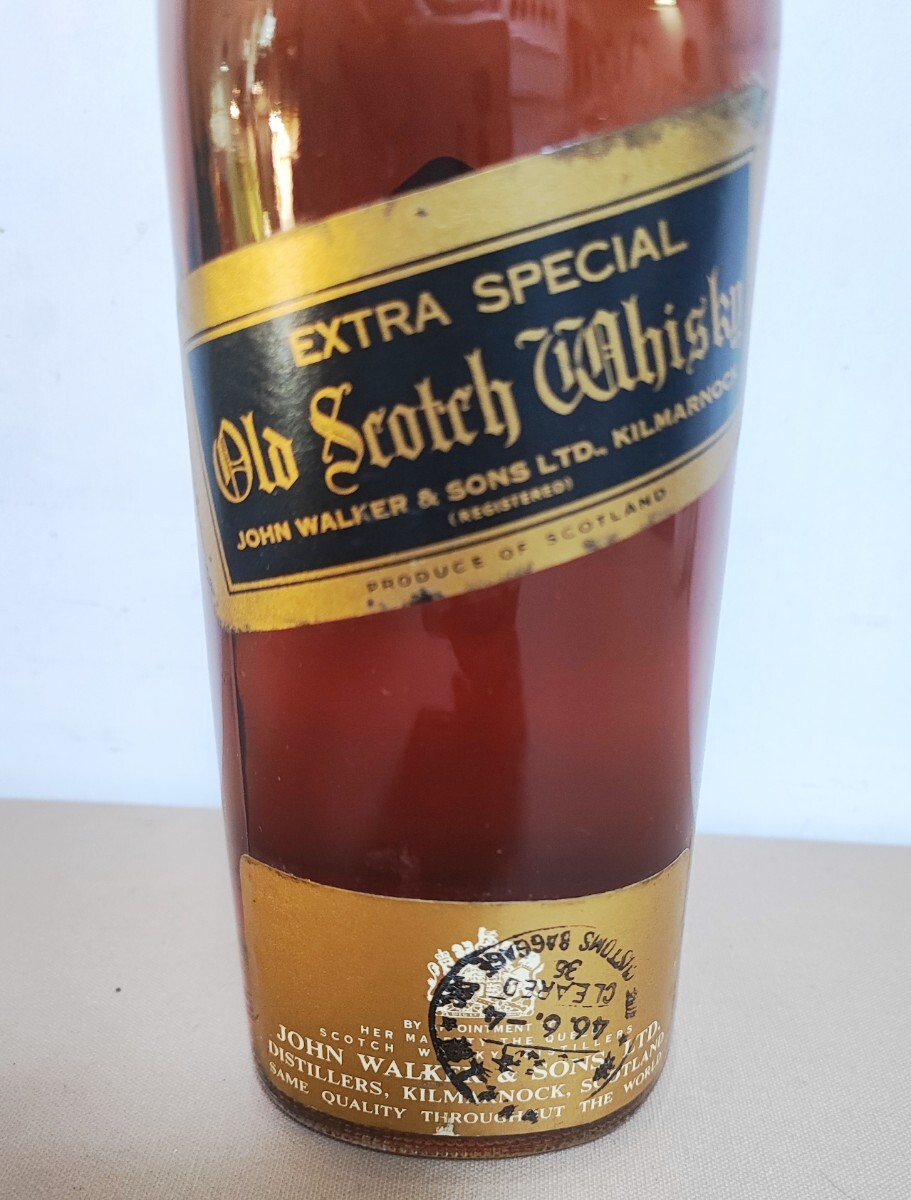 EXTRA SPECIAL
Old Scotch Whisky
JOHN WALKER & SONS LTD., KILMARNOCK
(REGISTERED)
PRODUCE OF SCOTLAND
BY APPOINTMENT
HER MAJESTY THE QUEEN
SCOTCH WHISKY DISTILLERS
JOHN WALKER & SONS, LTD.
DISTILLERS, KILMARNOCK, SCOTLAND
SAME QUALITY THROUGHOUT THE WORLD
CUSTOMS BAGGAGE
36
CLEARED
40.6.-4